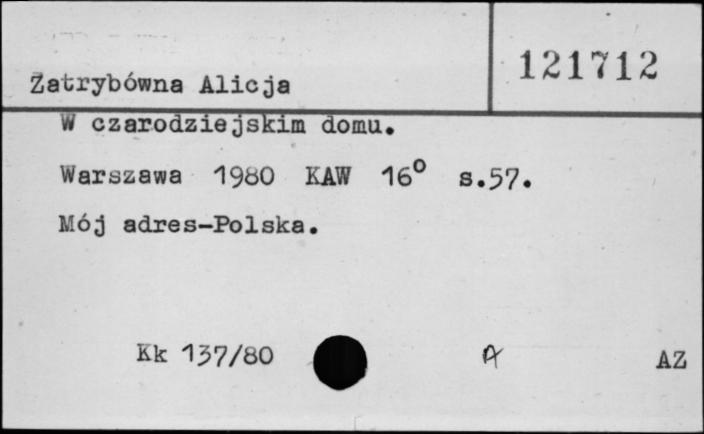 121712
Zatrybówna Alicja
W czarodziejskim domu.
Warszawa 1980 KAW 16° s.57.
Mój adres-Polska.
Kk 137/80 A AZ